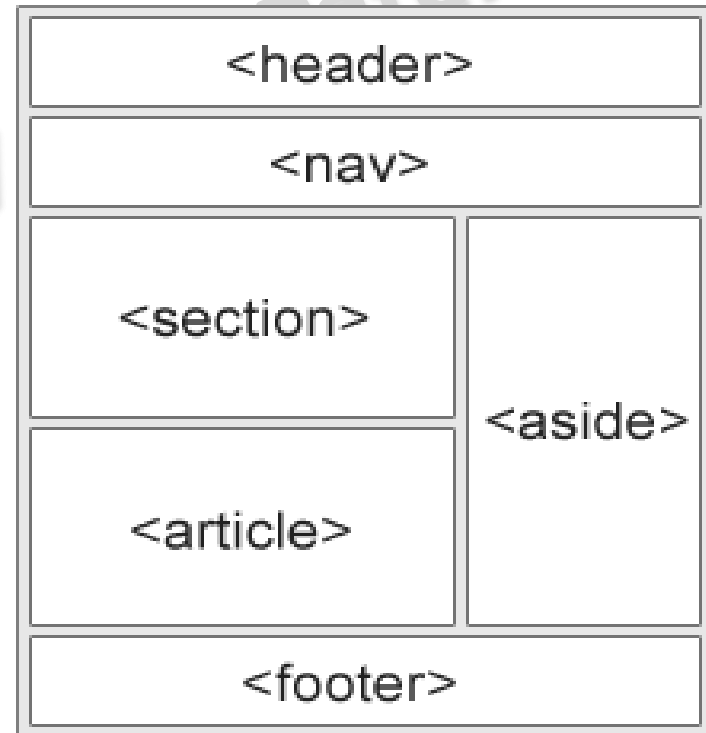 <header>
<nav>
<section>
<aside>
<article>
<footer>